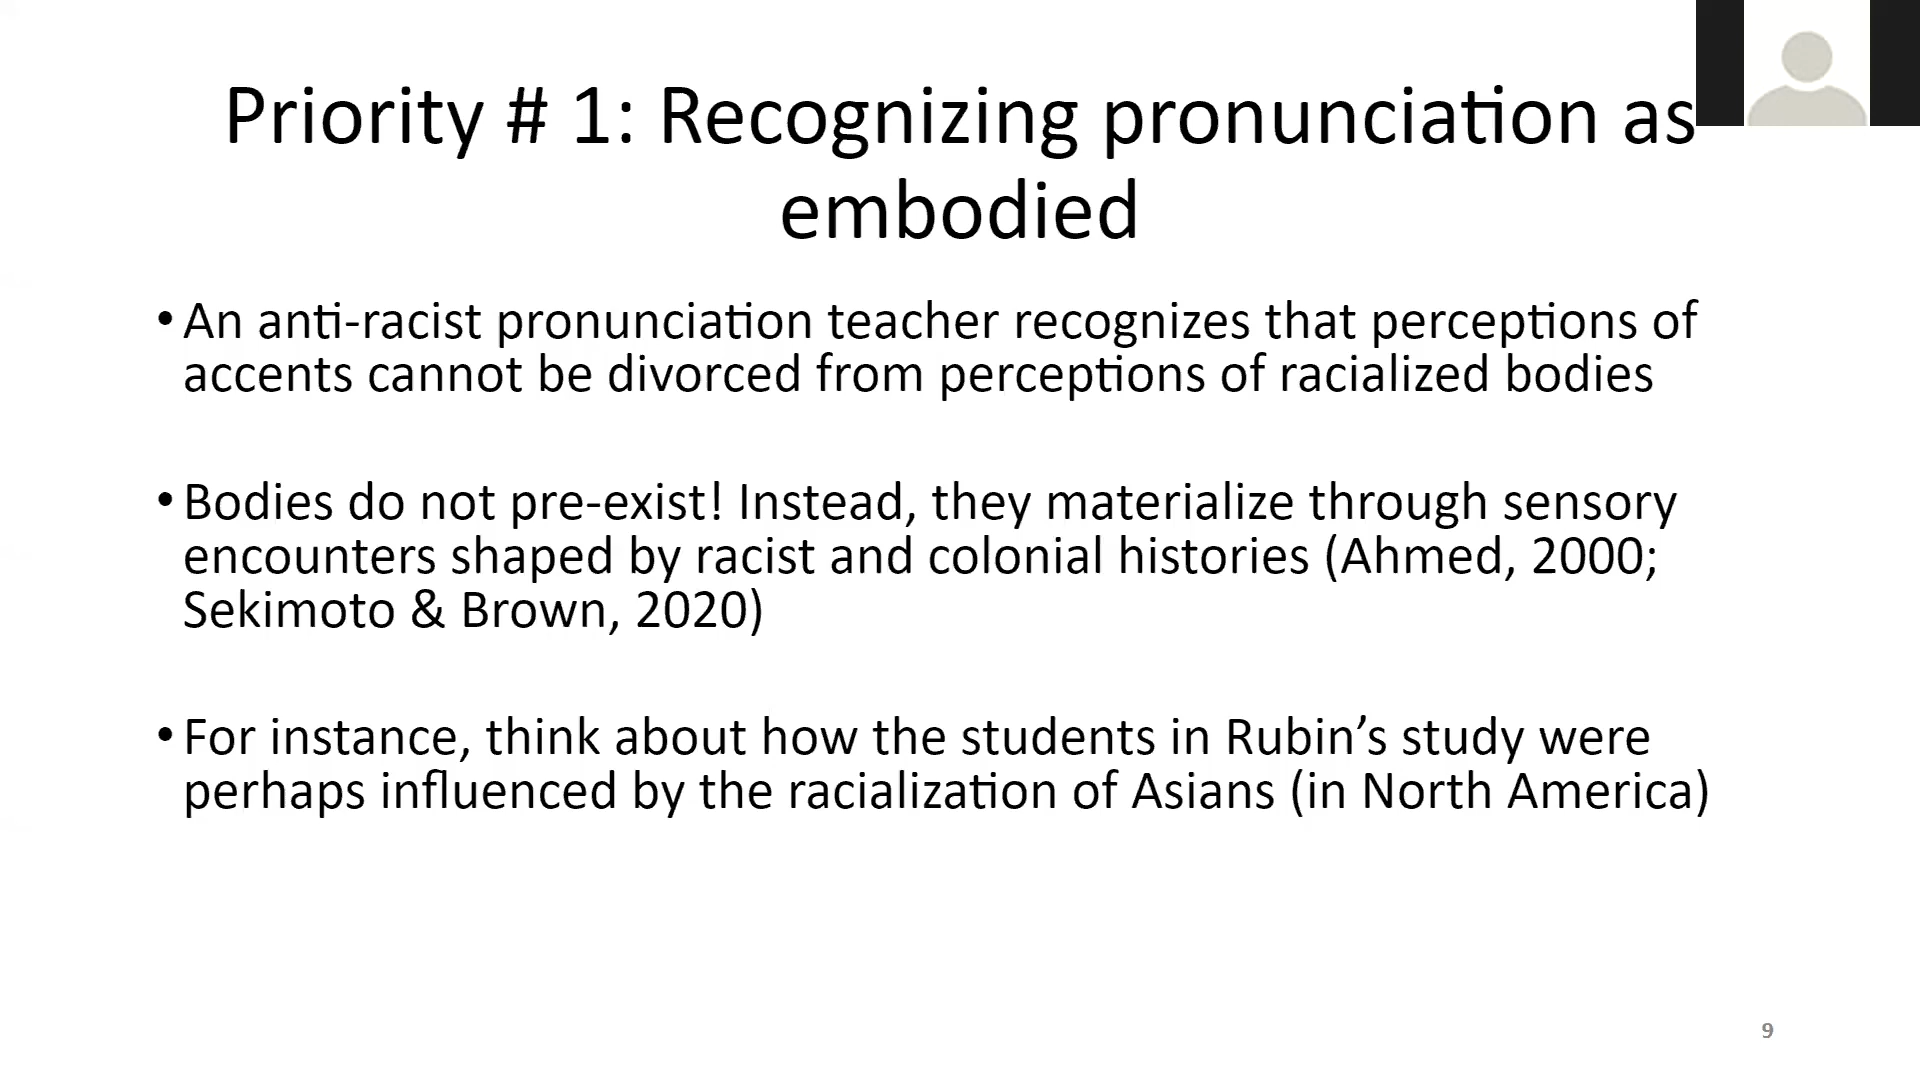 Priority # 1: Recognizing pronunciation as
embodied
• An anti-racist pronunciation teacher recognizes that perceptions of
accents cannot be divorced from perceptions of racialized bodies
• Bodies do not pre-exist! Instead, they materialize through sensory
encounters shaped by racist and colonial histories (Ahmed, 2000;
Sekimoto & Brown, 2020)
• For instance, think about how the students in Rubin’s study were
perhaps influenced by the racialization of Asians (in North America)
9